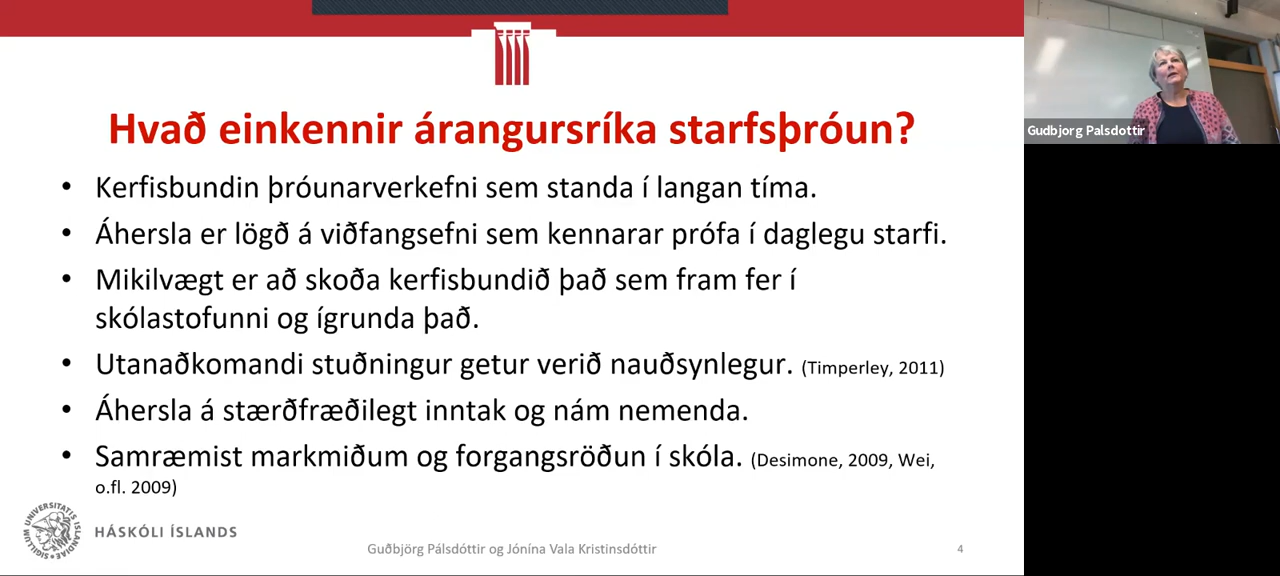 Hvað einkennir árangursríka starfsþróun?
• Kerfisbundin þróunarverkefni sem standa í langan tíma.
• Áhersla er lögð á viðfangsefni sem kennarar prófa í daglegu starfi.
• Mikilvægt er að skoða kerfisbundið það sem fram fer í
skólastofunni og ígrunda það.
• Utanaðkomandi stuðningur getur verið nauðsynlegur. (Timperley, 2011)
• Áhersla á stærðfræðilegt inntak og nám nemenda.
• Samræmist markmiðum og forgangsröðun í skóla. (Desimone, 2009, Wei,
o.fl. 2009)
SIGILLUM UNIVERSITATIS ISLANDIAE
HÁSKÓLI ÍSLANDS
Guðbjörg Pálsdóttir og Jónína Vala Kristinsdóttir
4
Gudbjorg Palsdottir